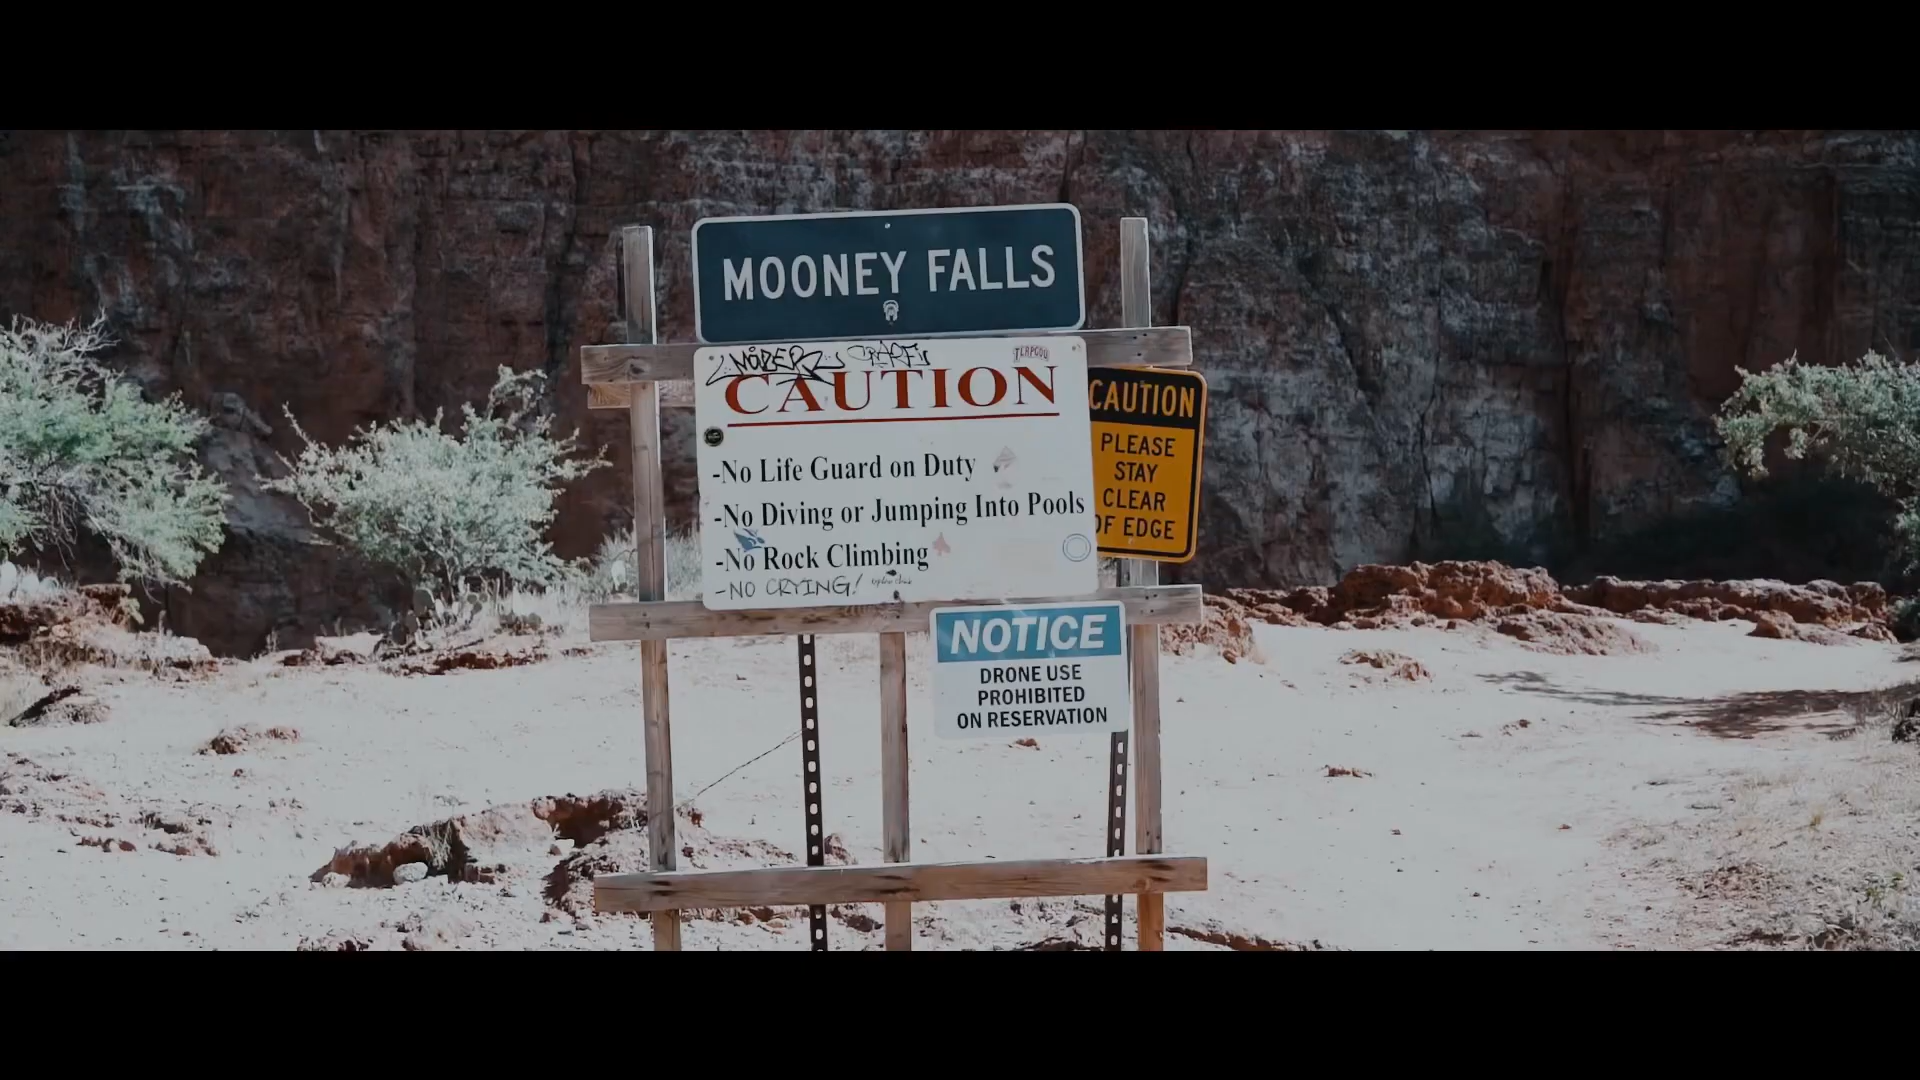 MOONEY FALLS
CAUTION
-No Life Guard on Duty
-No Diving or Jumping Into Pools
-No Rock Climbing
-NO CRYING!
CAUTION
PLEASE
STAY
CLEAR
OF EDGE
NOTICE
DRONE USE
PROHIBITED
ON RESERVATION